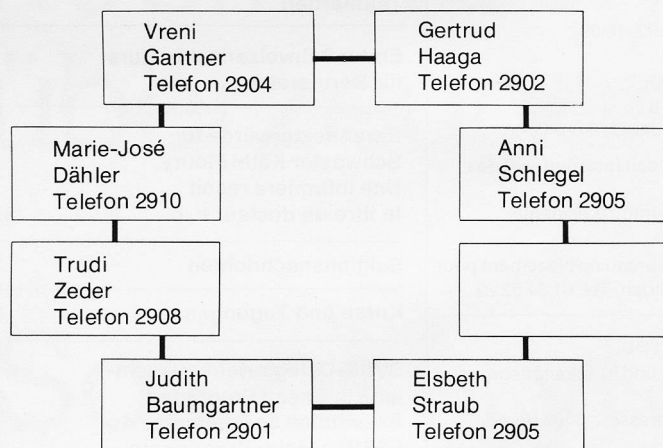 Vreni
Gantner
Telefon 2904
Gertrud
Haaga
Telefon 2902
Marie-José
Dähler
Telefon 2910
Anni
Schlegel
Telefon 2905
Trudi
Zeder
Telefon 2908
Judith
Baumgartner
Telefon 2901
Elsbeth
Straub
Telefon 2905